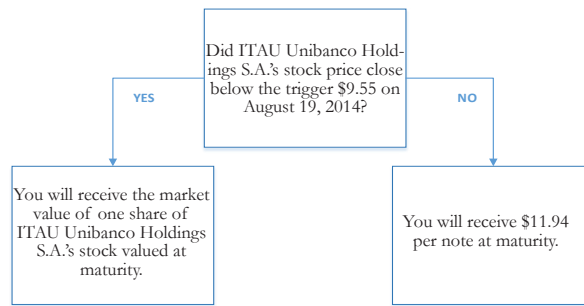 Did ITAU Unibanco Hold-
ings S.A.'s stock price close
below the trigger $9.55 on
August 19, 2014?
YES
NO
You will receive the market
value of one share of
ITAU Unibanco Holdings
S.A.'s stock valued at
maturity.
You will receive $11.94
per note at maturity.